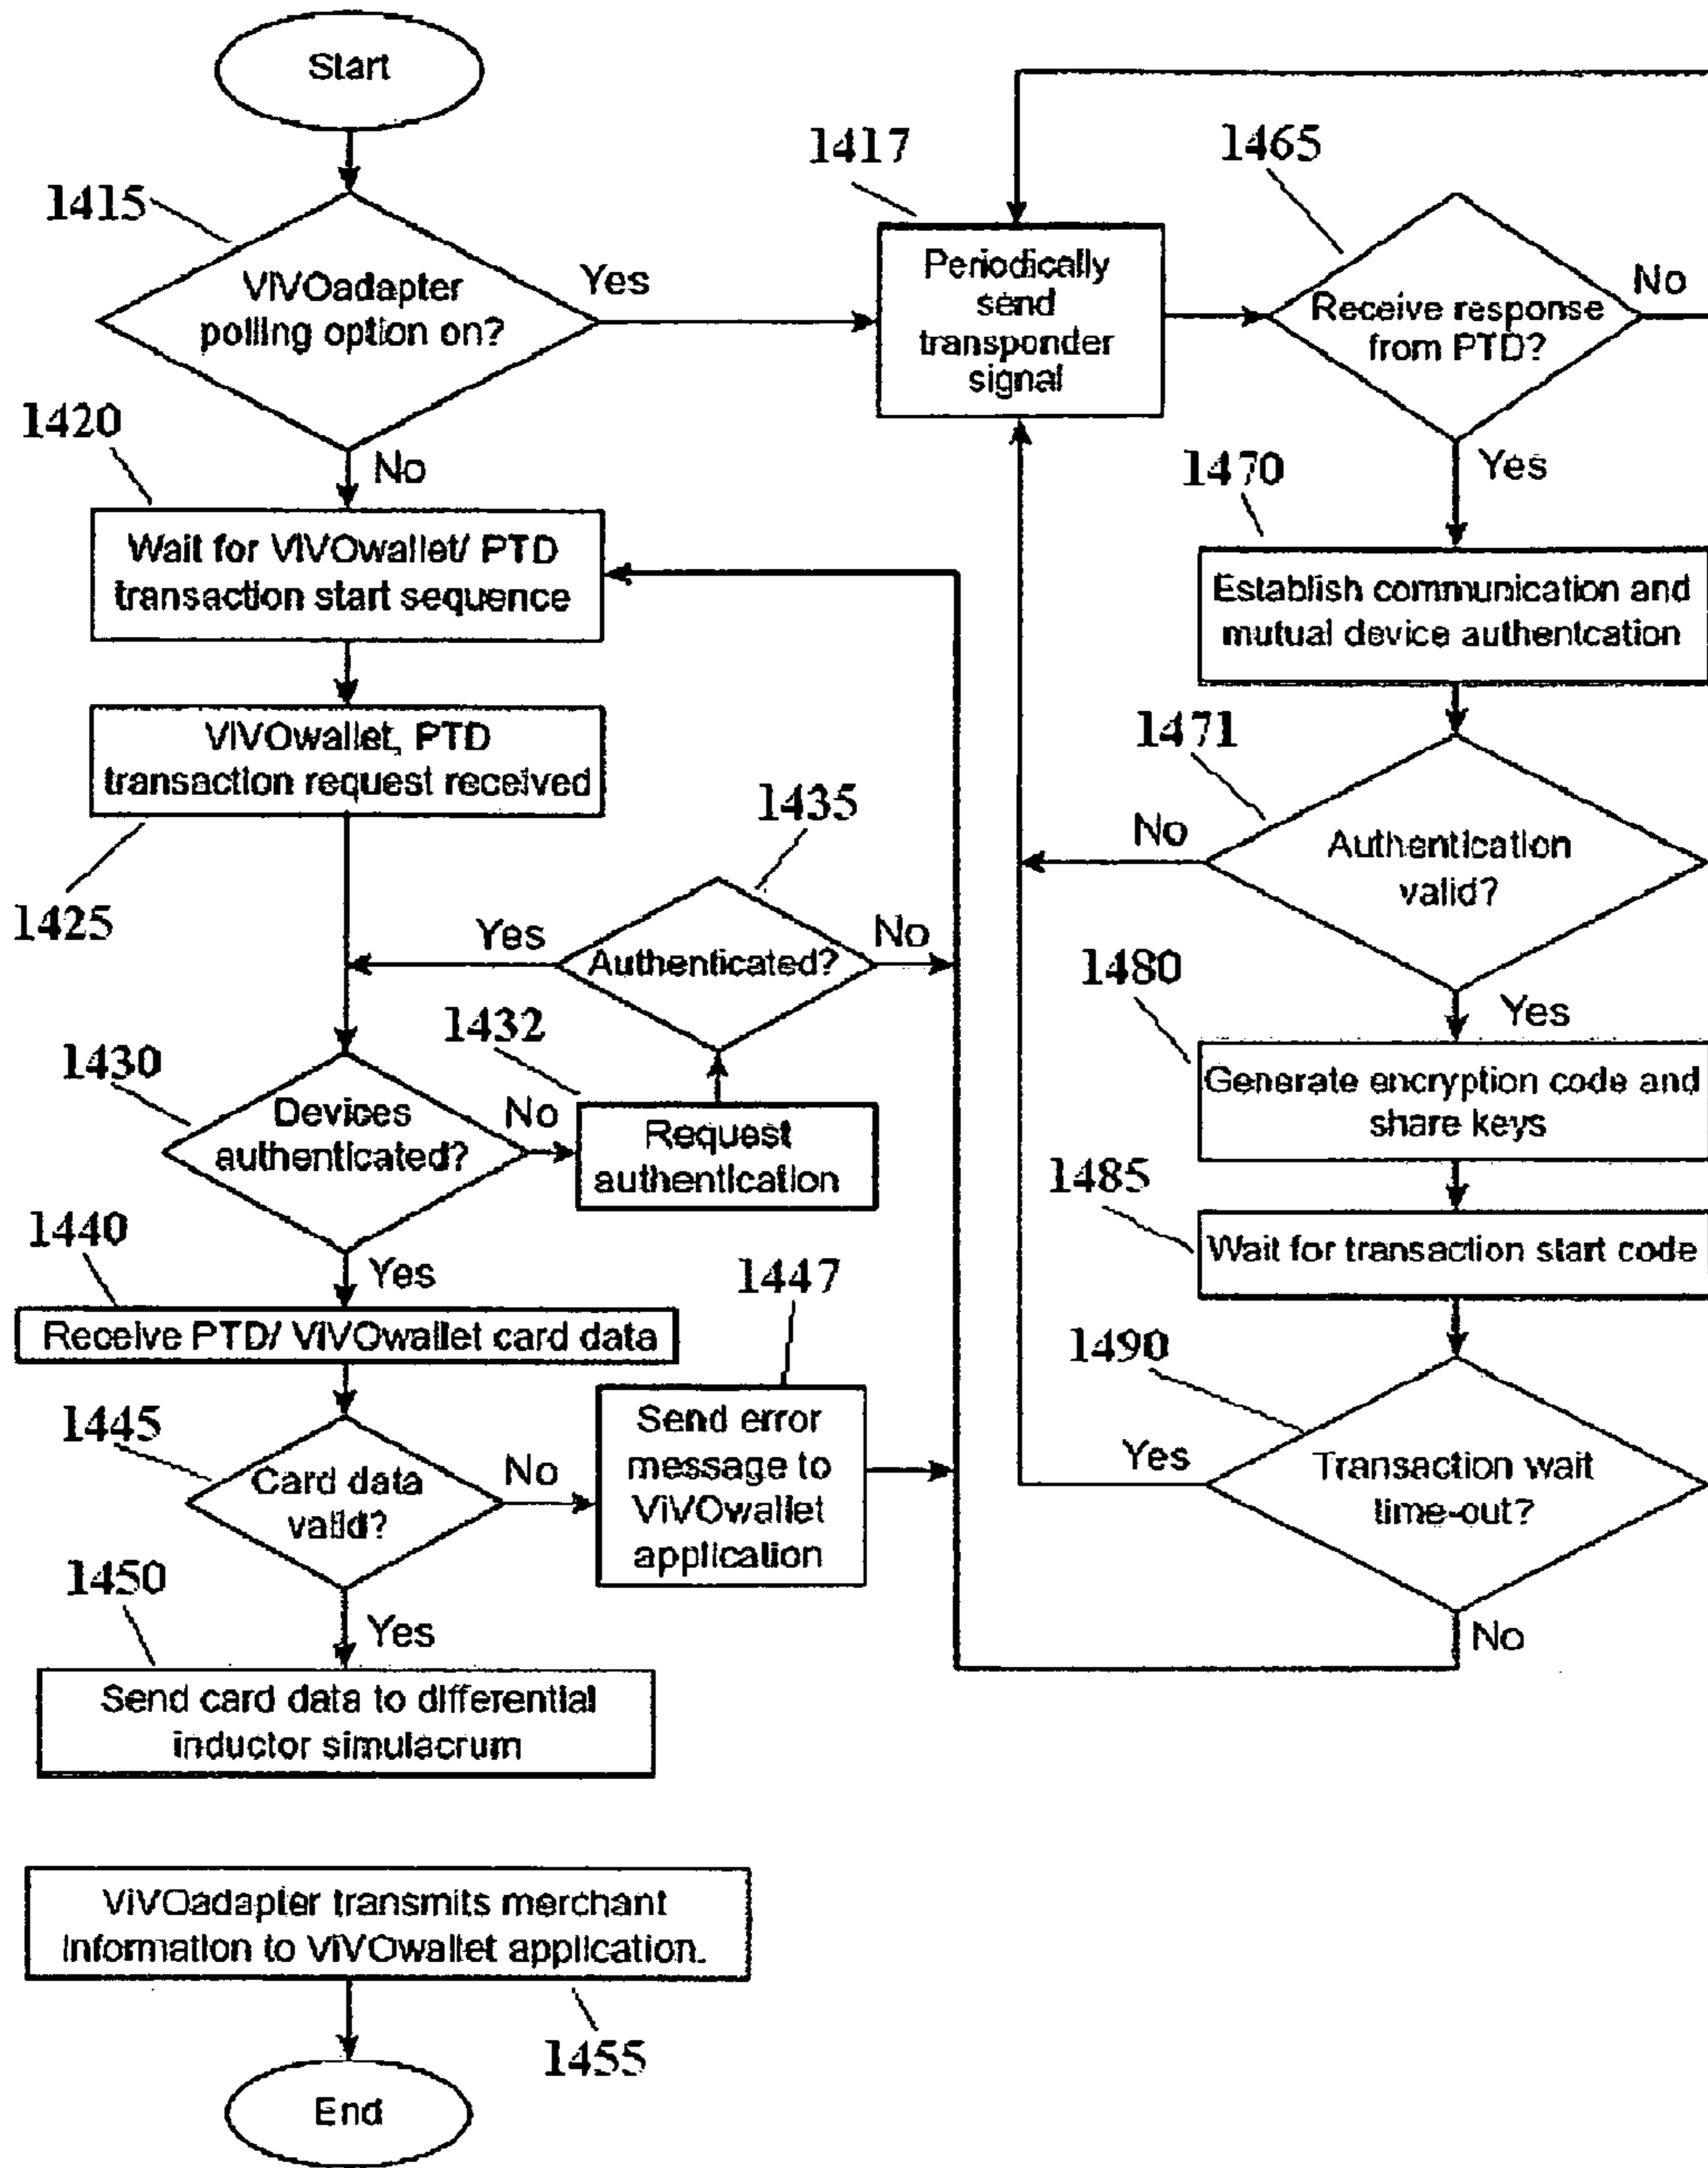 Start
1415
ViVOadapter
polling option on?
Yes
No
1417
Periodically
send
transponder
signal
1465
Receive response
from PTD?
No
Yes
1420
Wait for ViVOwallet/ PTD
transaction start sequence
ViVOwallet, PTD
transaction request received
1425
1470
Establish communication and
mutual device authentcation
1471
Authentication
valid?
No
Yes
1435
Authenticated?
Yes
No
1430
Devices
authenticated?
No
Yes
1432
Request
authentication
1480
Generate encryption code and
share keys
1485
Wait for transaction start code
1440
Receive PTD/ ViVOwallet card data
1445
Card data
valid?
No
Yes
1447
Send error
message to
ViVOwallet
application
1490
Transaction wait
time-out?
Yes
No
1450
Send card data to differential
inductor simulacrum
ViVOadapter transmits merchant
information to ViVOwallet application.
1455
End